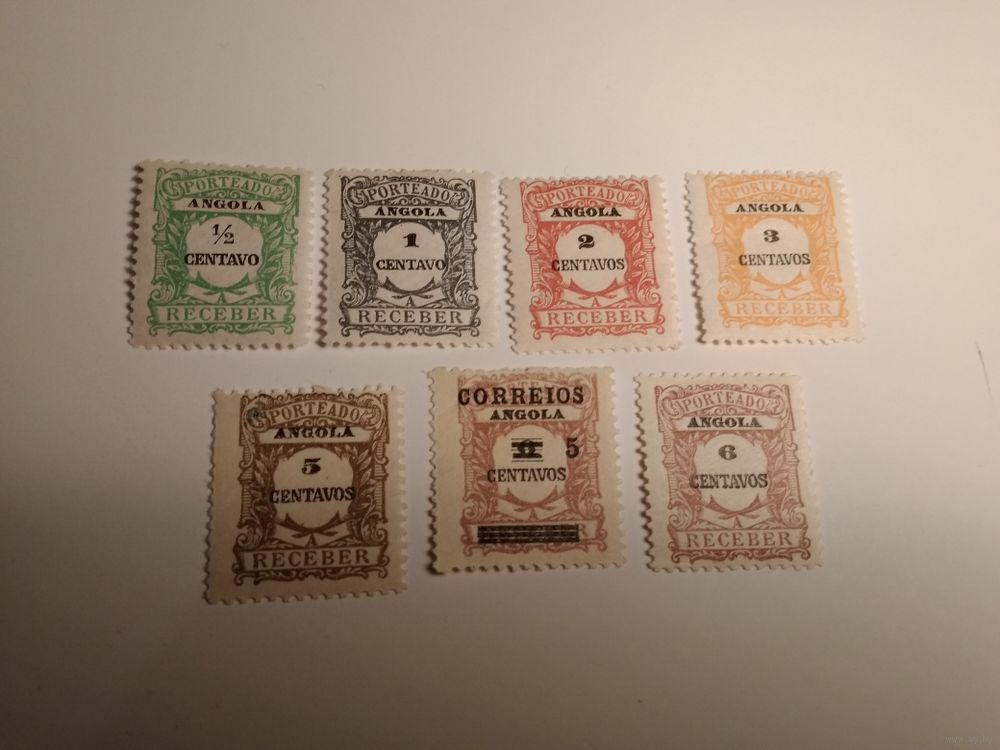 PORTEADO
ANGOLA
1/2
CENTAVO
A
RECEBER
PORTEADO
ANGOLA
1
CENTAVO
A
RECEBER
PORTEADO
ANGOLA
2
CENTAVOS
A
RECEBER
PORTEADO
ANGOLA
3
CENTAVOS
A
RECEBER
PORTEADO
ANGOLA
5
CENTAVOS
A
RECEBER
CORREIOS
ANGOLA
6 5
CENTAVOS
A
PORTEADO
ANGOLA
6
CENTAVOS
A
RECEBER